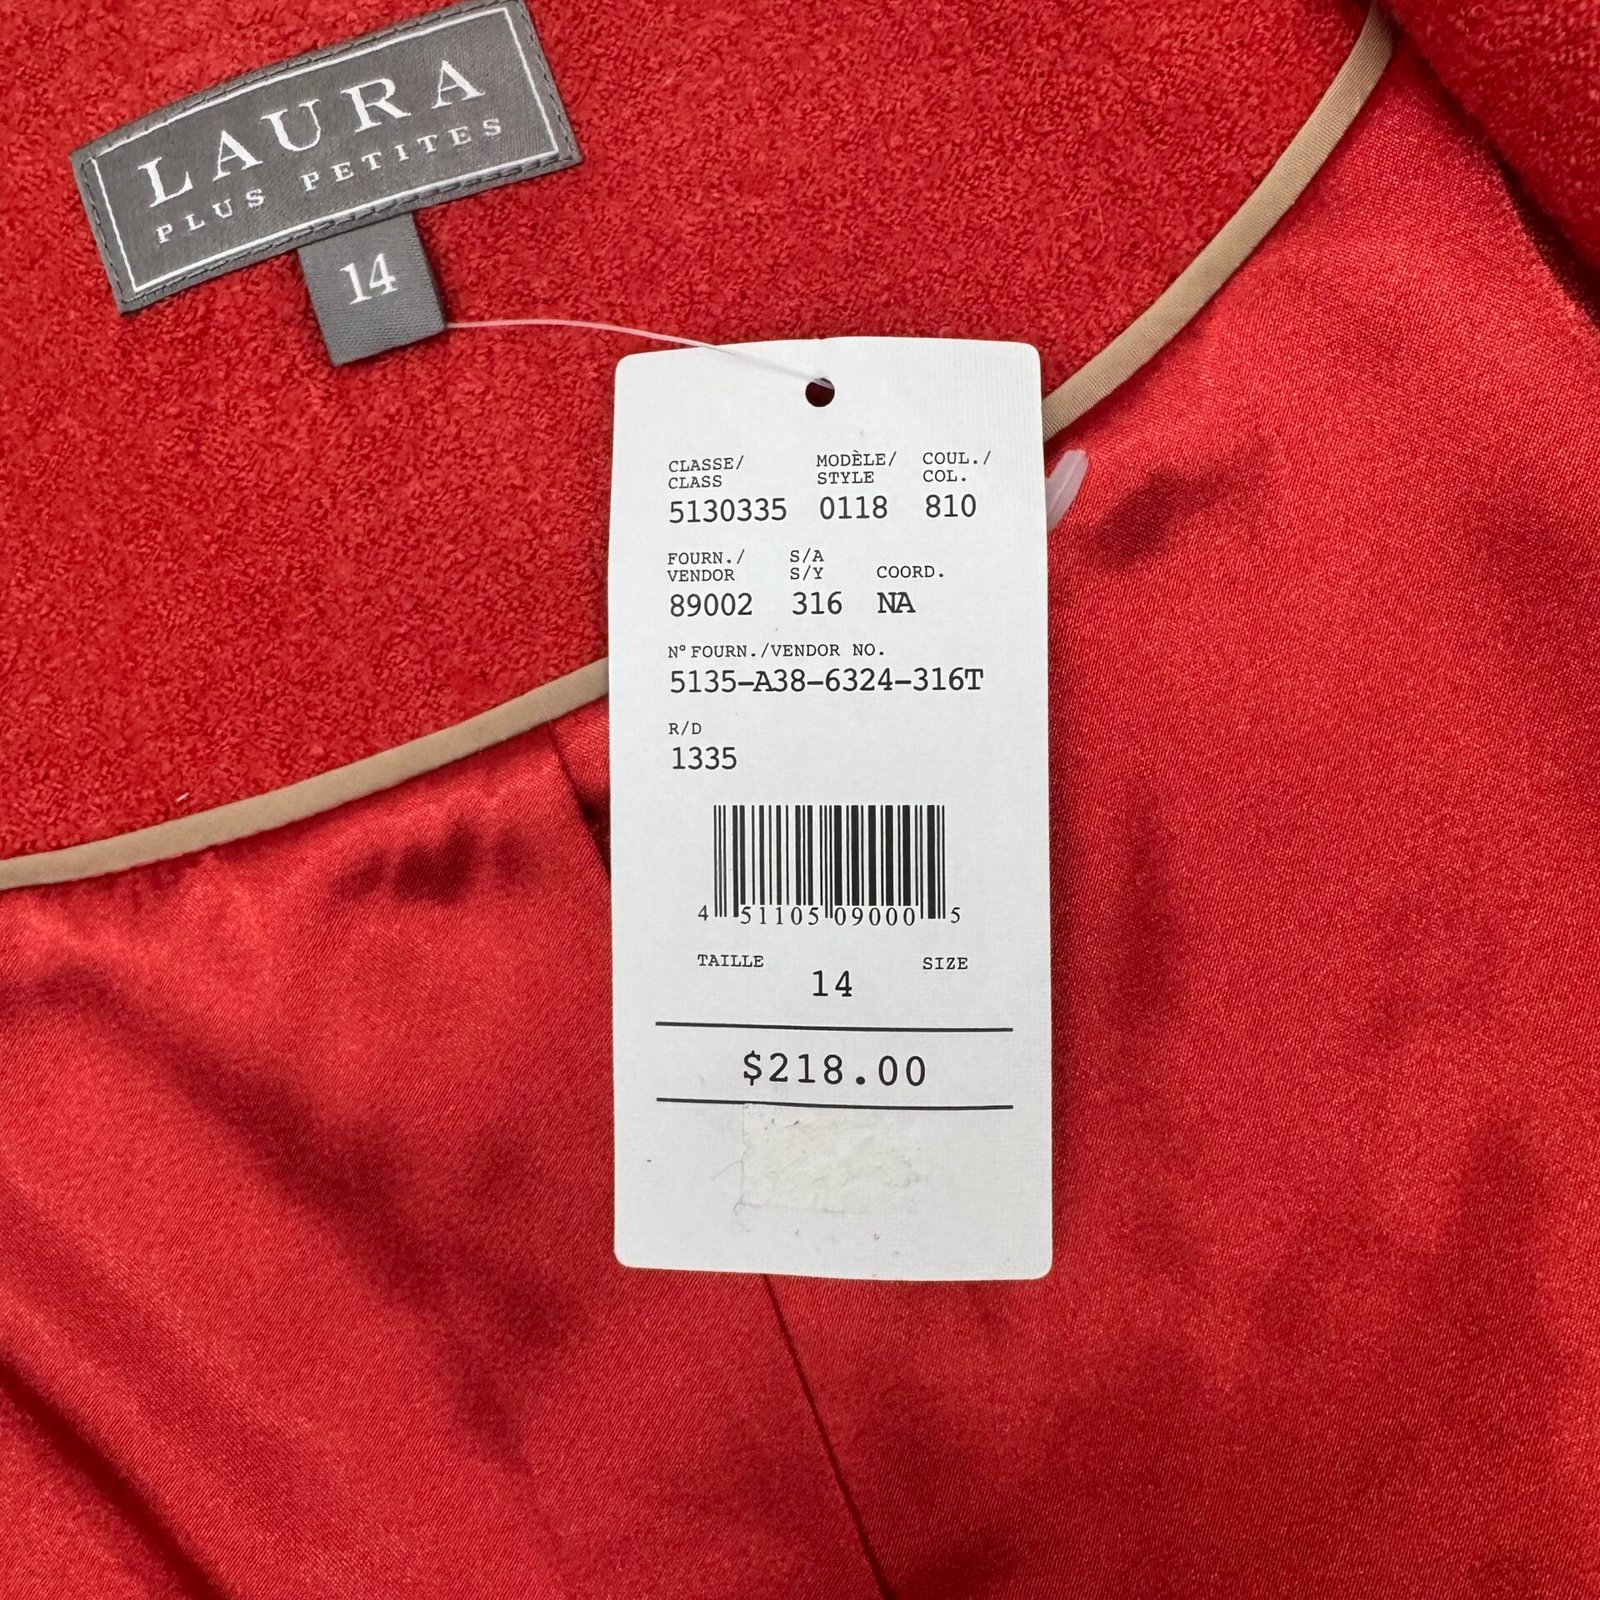 LAURA
PLUS PETITES
14
CLASSE/ MODÈLE/ COUL./
CLASS STYLE COL.
5130335 0118 810
FOURN./ S/A
VENDOR S/Y COORD.
89002 316 NA
N° FOURN./VENDOR NO.
5135-A38-6324-316T
R/D
1335
4 51105 09000 5
TAILLE SIZE
14
$218.00